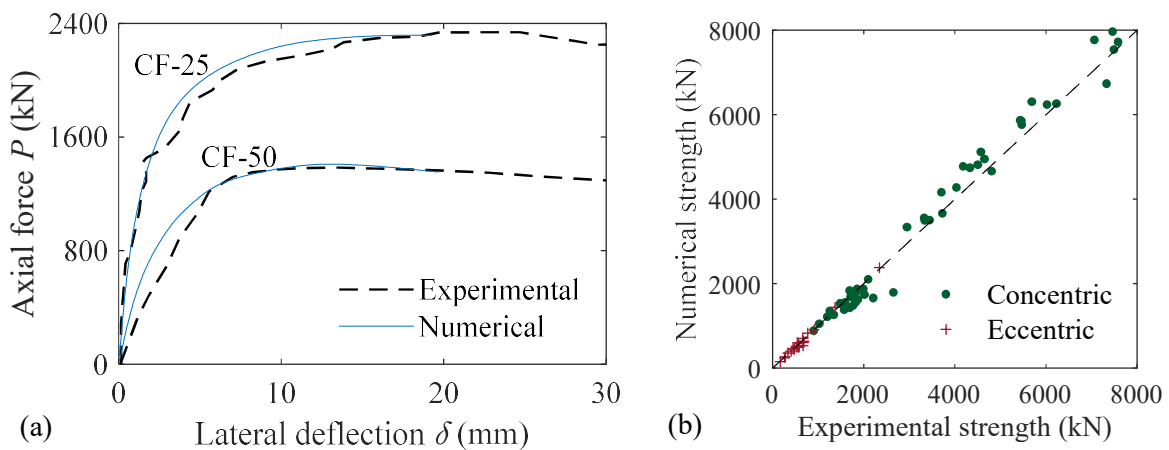 2400
1600
800
0
0
10
20
30
Axial force P (kN)
CF-25
CF-50
Experimental
Numerical
Lateral deflection δ (mm)
(a)
8000
6000
4000
2000
0
0
2000
4000
6000
8000
Numerical strength (kN)
Concentric
Eccentric
Experimental strength (kN)
(b)